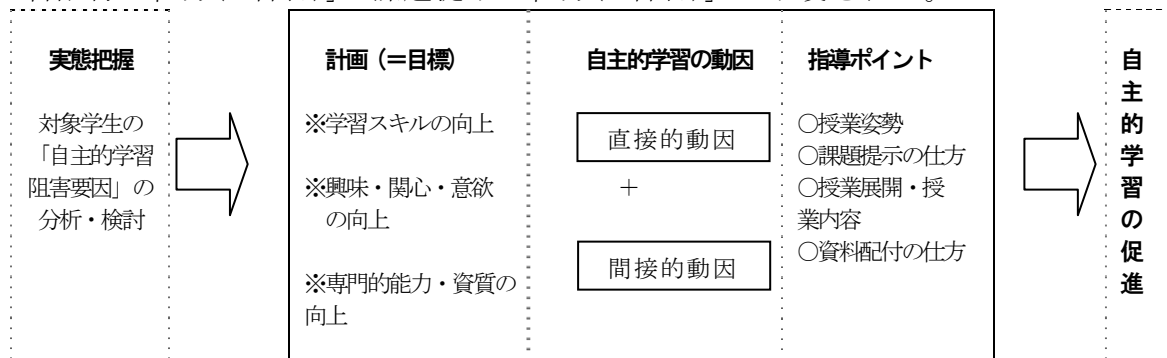 実態把握
対象学生の
「自主的学習
阻害要因」の
分析・検討
計画（＝目標）
※学習スキルの向上
※興味・関心・意欲
の向上
※専門的能力・資質の
向上
自主的学習の動因
直接的動因
＋
間接的動因
指導ポイント
○授業姿勢
○課題提示の仕方
○授業展開・授
業内容
○資料配付の仕方
自主的学習の促進